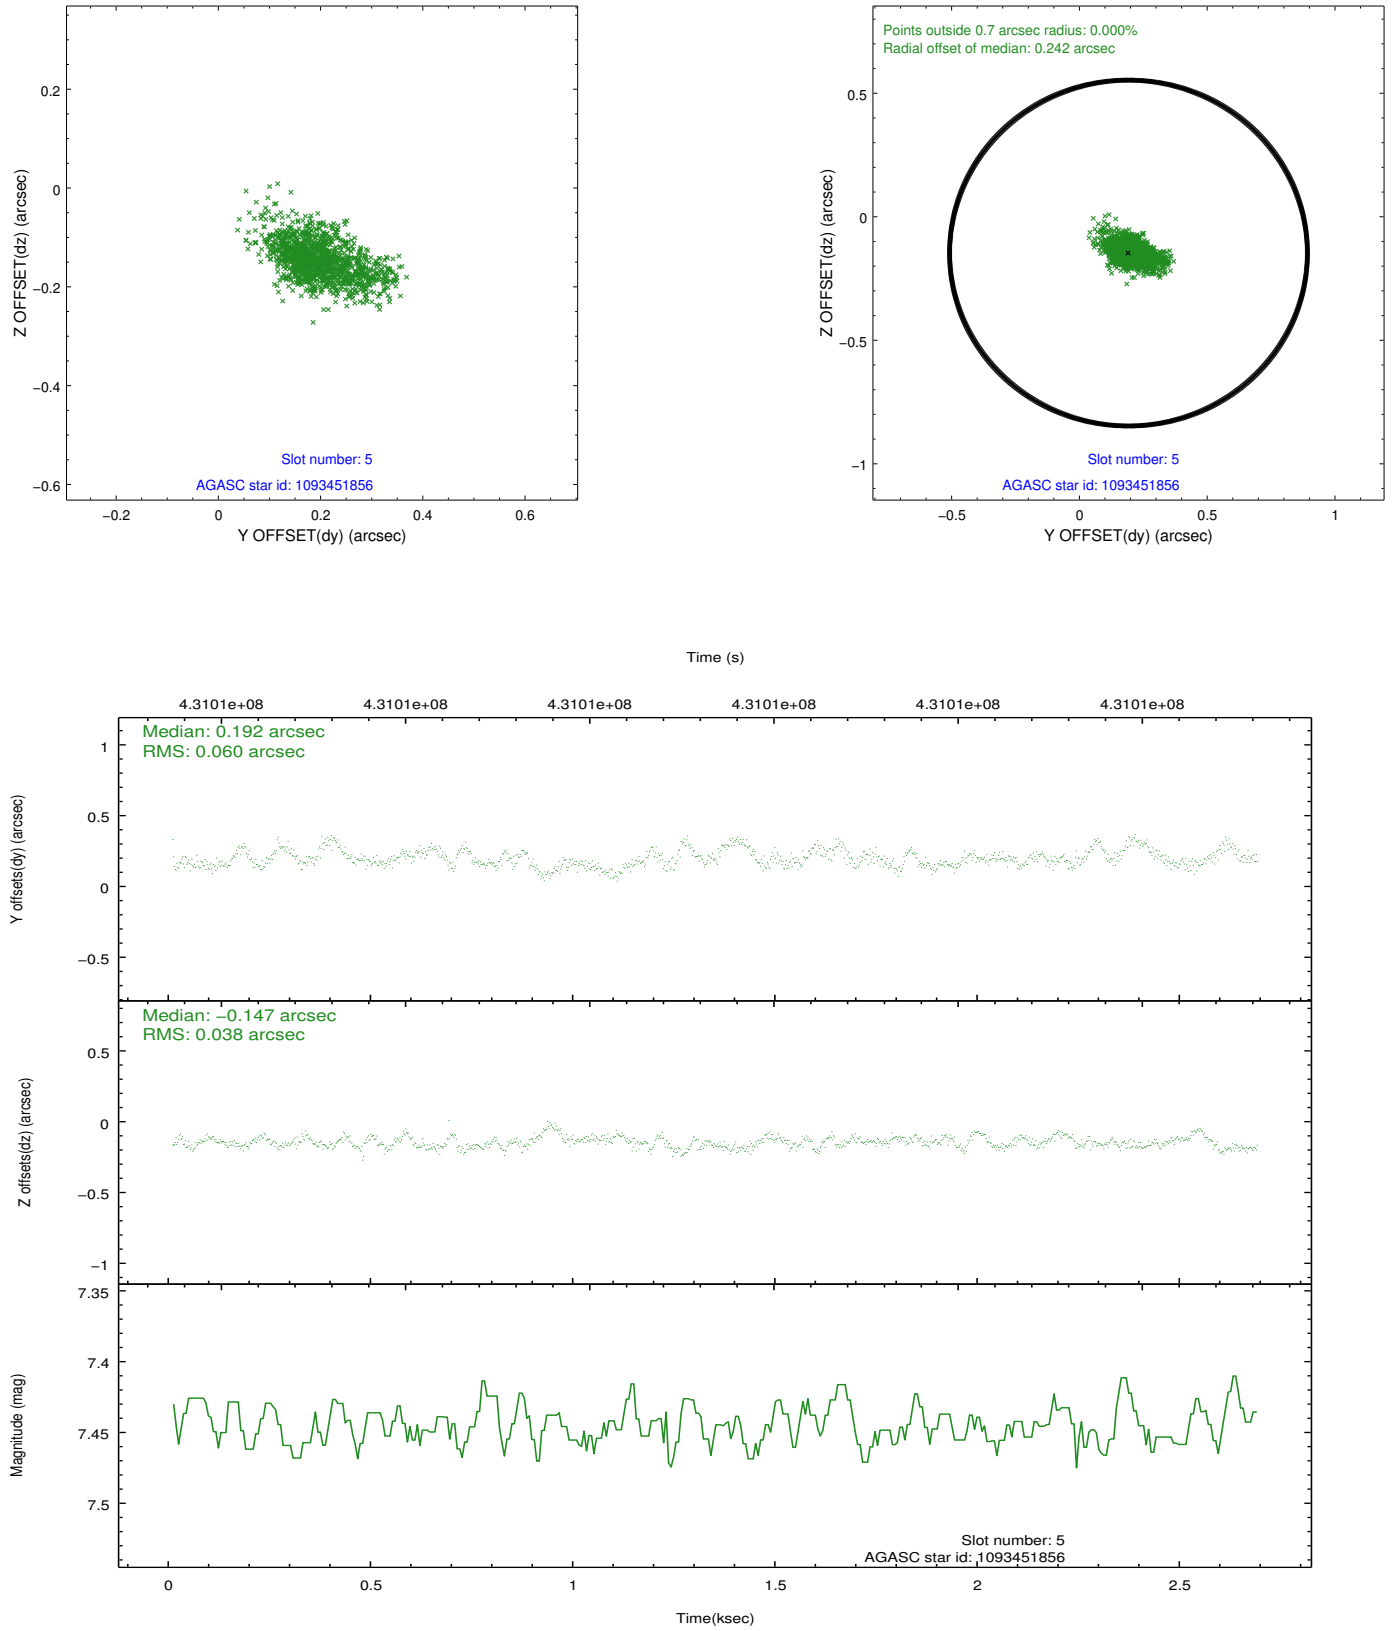 0.2
0
−0.2
−0.4
−0.6
Z OFFSET(dz) (arcsec)
Slot number: 5
AGASC star id: 1093451856
−0.2 0 0.2 0.4 0.6
Y OFFSET(dy) (arcsec)
Points outside 0.7 arcsec radius: 0.000%
Radial offset of median: 0.242 arcsec
0.5
0
−0.5
−1
Z OFFSET(dz) (arcsec)
Slot number: 5
AGASC star id: 1093451856
−0.5 0 0.5 1
Y OFFSET(dy) (arcsec)
Time (s)
4.3101e+08 4.3101e+08 4.3101e+08 4.3101e+08 4.3101e+08 4.3101e+08
Median: 0.192 arcsec
RMS: 0.060 arcsec
1
0.5
0
−0.5
Y offsets(dy) (arcsec)
Median: −0.147 arcsec
RMS: 0.038 arcsec
0.5
0
−0.5
−1
Z offsets(dz) (arcsec)
7.35
7.4
7.45
7.5
Magnitude (mag)
Slot number: 5
AGASC star id: 1093451856
0 0.5 1 1.5 2 2.5
Time(ksec)